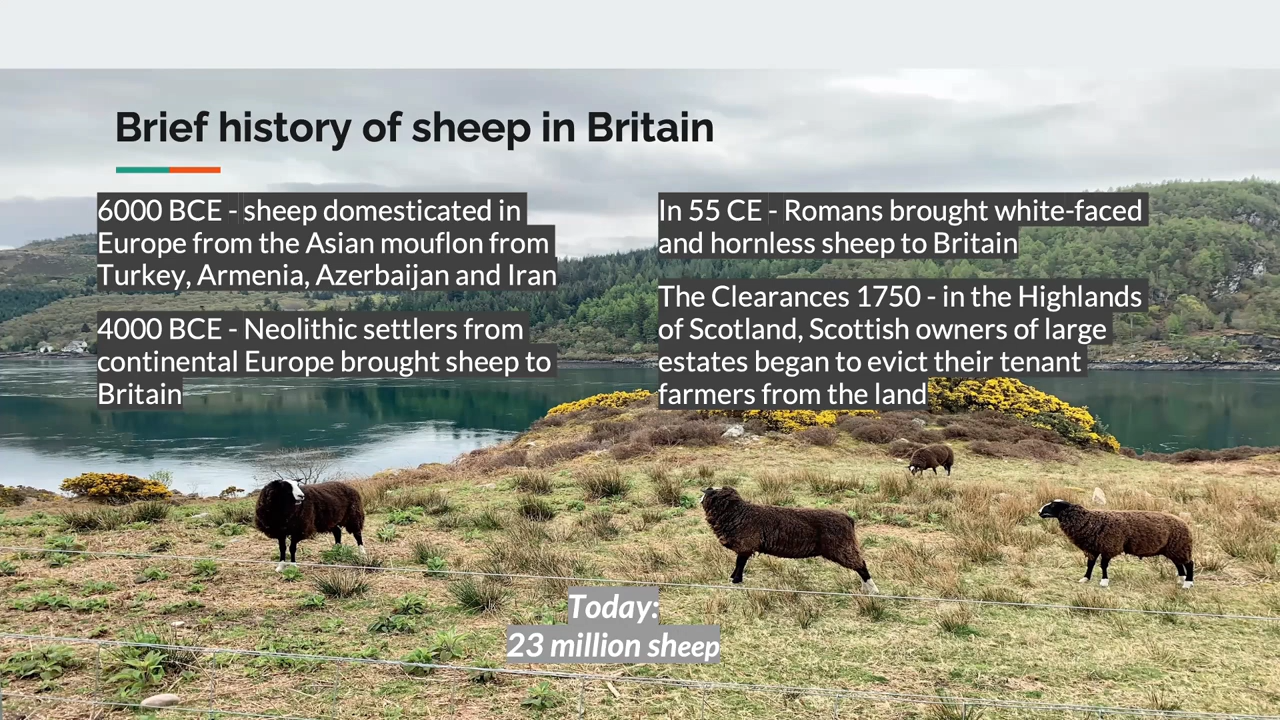 Brief history of sheep in Britain
6000 BCE - sheep domesticated in
Europe from the Asian mouflon from
Turkey, Armenia, Azerbaijan and Iran
4000 BCE - Neolithic settlers from
continental Europe brought sheep to
Britain
In 55 CE - Romans brought white-faced
and hornless sheep to Britain
The Clearances 1750 - in the Highlands
of Scotland, Scottish owners of large
estates began to evict their tenant
farmers from the land
Today:
23 million sheep